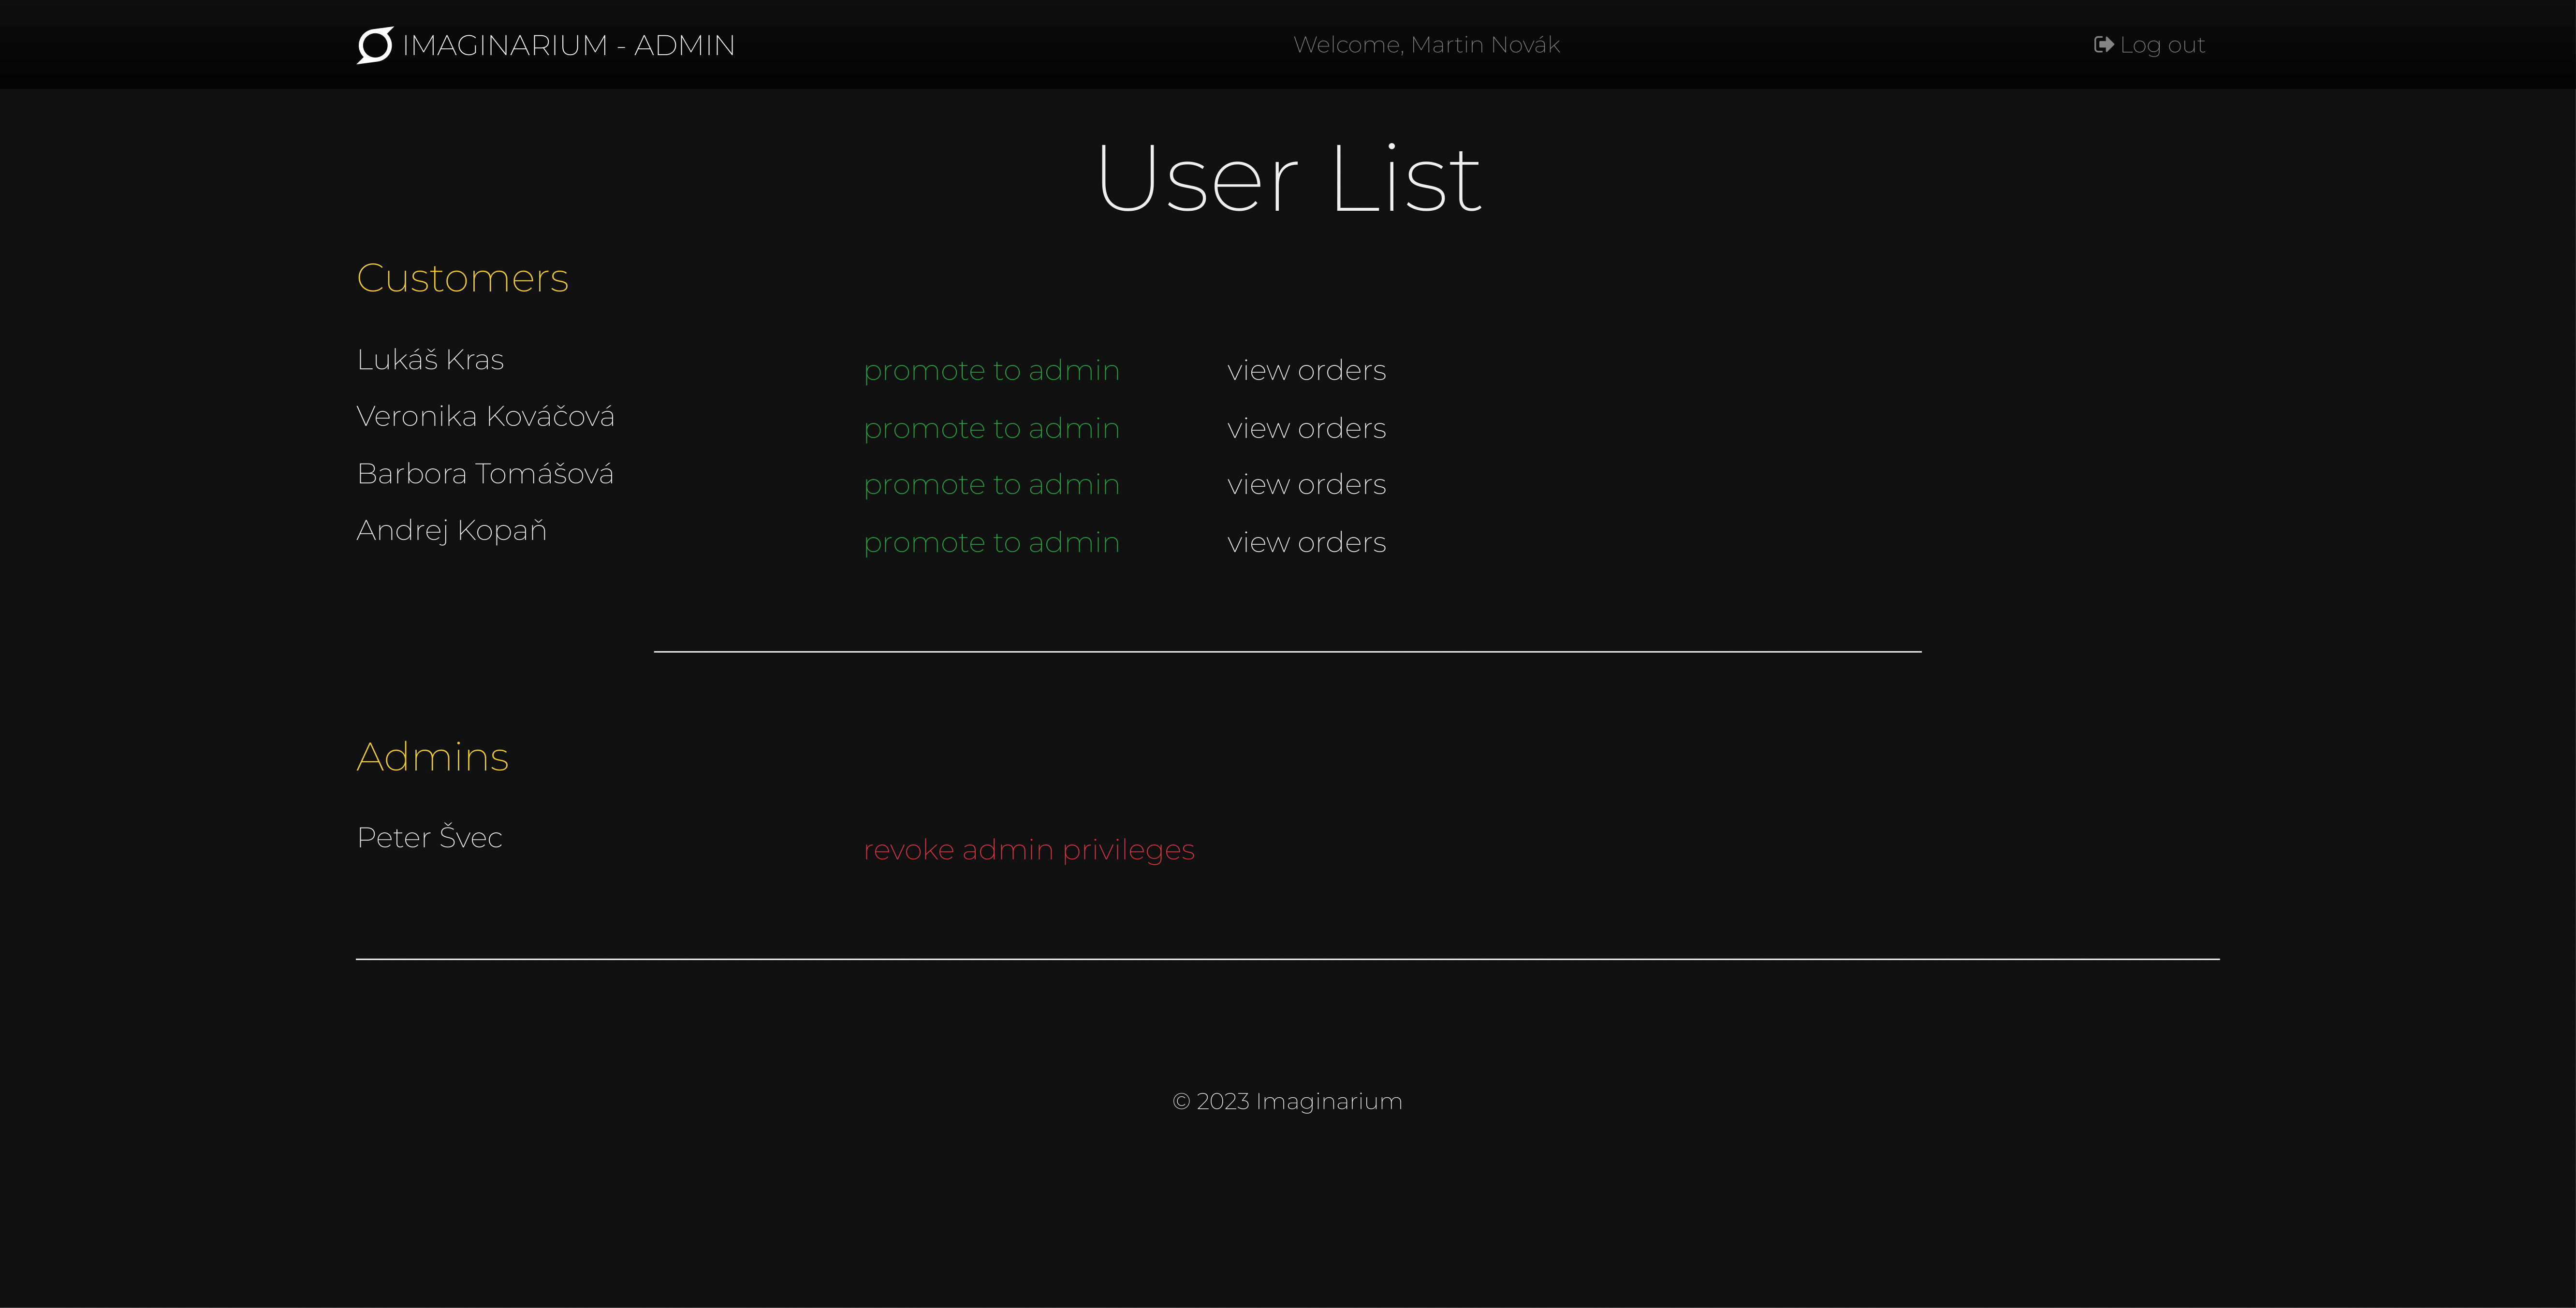 IMAGINARIUM - ADMIN Welcome, Martin Novák Log out
User List
Customers
Lukáš Kras promote to admin view orders
Veronika Kováčová promote to admin view orders
Barbora Tomášová promote to admin view orders
Andrej Kopaň promote to admin view orders
Admins
Peter Švec revoke admin privileges
© 2023 Imaginarium